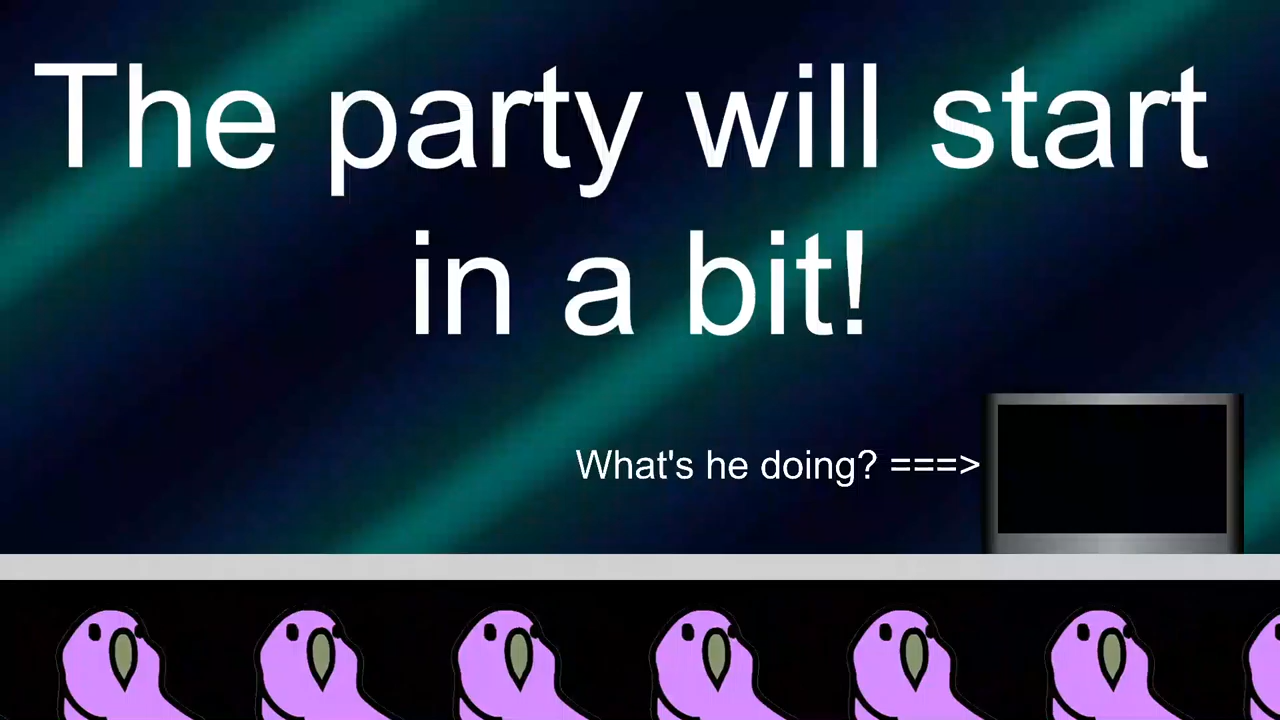 The party will start
in a bit!
What's he doing? ===>